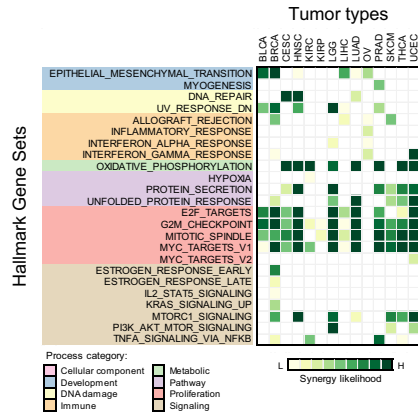 Tumor types
BLCA
BRCA
CESC
HNSC
KIRC
KIRP
LGG
LIHC
LUAD
OV
PRAD
SKCM
THCA
UCEC
Hallmark Gene Sets
EPITHELIAL_MESENCHYMAL_TRANSITION
MYOGENESIS
DNA_REPAIR
UV_RESPONSE_DN
ALLOGRAFT_REJECTION
INFLAMMATORY_RESPONSE
INTERFERON_ALPHA_RESPONSE
INTERFERON_GAMMA_RESPONSE
OXIDATIVE_PHOSPHORYLATION
HYPOXIA
PROTEIN_SECRETION
UNFOLDED_PROTEIN_RESPONSE
E2F_TARGETS
G2M_CHECKPOINT
MITOTIC_SPINDLE
MYC_TARGETS_V1
MYC_TARGETS_V2
ESTROGEN_RESPONSE_EARLY
ESTROGEN_RESPONSE_LATE
IL2_STAT5_SIGNALING
KRAS_SIGNALING_UP
MTORC1_SIGNALING
PI3K_AKT_MTOR_SIGNALING
TNFA_SIGNALING_VIA_NFKB
Process category:
Cellular component
Development
DNA damage
Immune
Metabolic
Pathway
Proliferation
Signaling
L H
Synergy likelihood